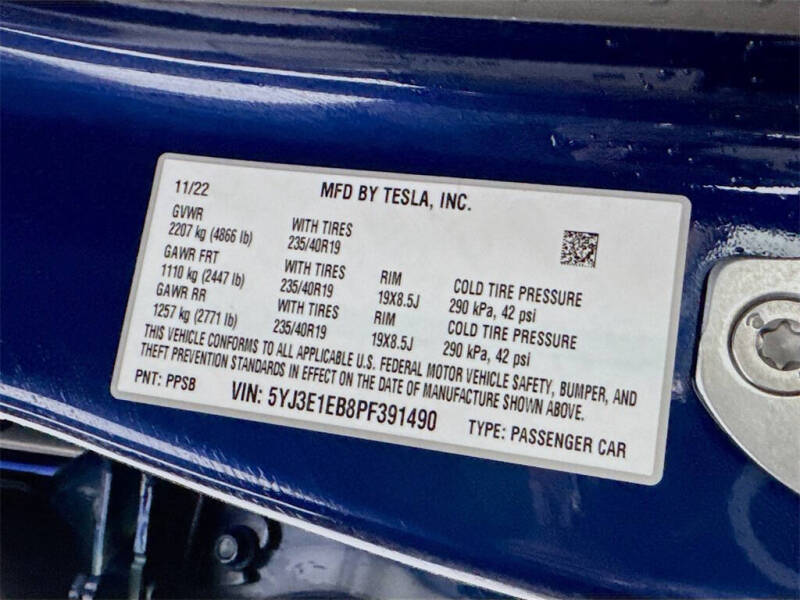 11/22 MFD BY TESLA, INC.
GVWR
2207 kg (4866 lb) WITH TIRES
235/40R19
GAWR FRT
1110 kg (2447 lb) WITH TIRES RIM COLD TIRE PRESSURE
235/40R19 19X8.5J 290 kPa, 42 psi
GAWR RR
1257 kg (2771 lb) WITH TIRES RIM COLD TIRE PRESSURE
235/40R19 19X8.5J 290 kPa, 42 psi
THIS VEHICLE CONFORMS TO ALL APPLICABLE U.S. FEDERAL MOTOR VEHICLE SAFETY, BUMPER, AND
THEFT PREVENTION STANDARDS IN EFFECT ON THE DATE OF MANUFACTURE SHOWN ABOVE.
PNT: PPSB VIN: 5YJ3E1EB8PF391490 TYPE: PASSENGER CAR